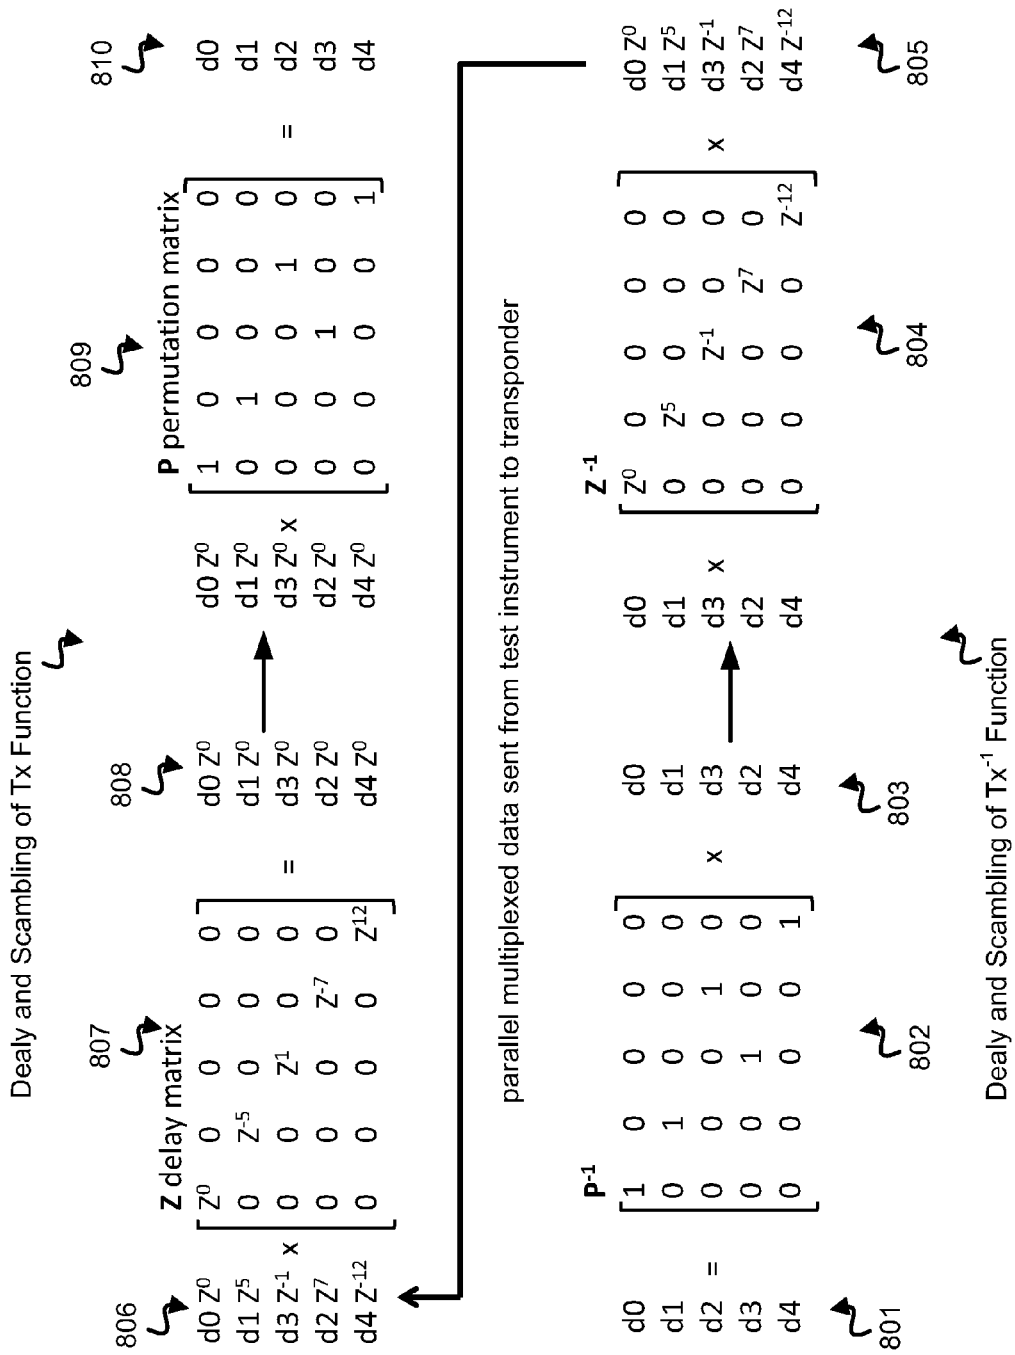 Dealy and Scambling of Tx Function
806 807 808 809 810
Z delay matrix P permutation matrix
d0 Z⁰ Z⁰ 0 0 0 0 d0 Z⁰ d0 Z⁰ 1 0 0 0 0 d0
d1 Z⁵ 0 Z⁻⁵ 0 0 0 d1 Z⁰ d1 Z⁰ 0 1 0 0 0 d1
d3 Z⁻¹ x 0 0 Z¹ 0 0 = d3 Z⁰ d3 Z⁰ x 0 0 0 1 0 = d2
d2 Z⁷ 0 0 0 Z⁻⁷ 0 d2 Z⁰ d2 Z⁰ 0 0 1 0 0 d3
d4 Z⁻¹² 0 0 0 0 Z¹² d4 Z⁰ d4 Z⁰ 0 0 0 0 1 d4
parallel multiplexed data sent from test instrument to transponder
P⁻¹ Z⁻¹
d0 1 0 0 0 0 d0 d0 Z⁰ 0 0 0 0 d0 Z⁰
d1 0 1 0 0 0 d1 d1 0 Z⁵ 0 0 0 d1 Z⁵
d2 = 0 0 0 1 0 x d3 d3 x 0 0 Z⁻¹ 0 0 x d3 Z⁻¹
d3 0 0 1 0 0 d2 d2 0 0 0 Z⁷ 0 d2 Z⁷
d4 0 0 0 0 1 d4 d4 0 0 0 0 Z⁻¹² d4 Z⁻¹²
801 802 803 804 805
Dealy and Scambling of Tx⁻¹ Function